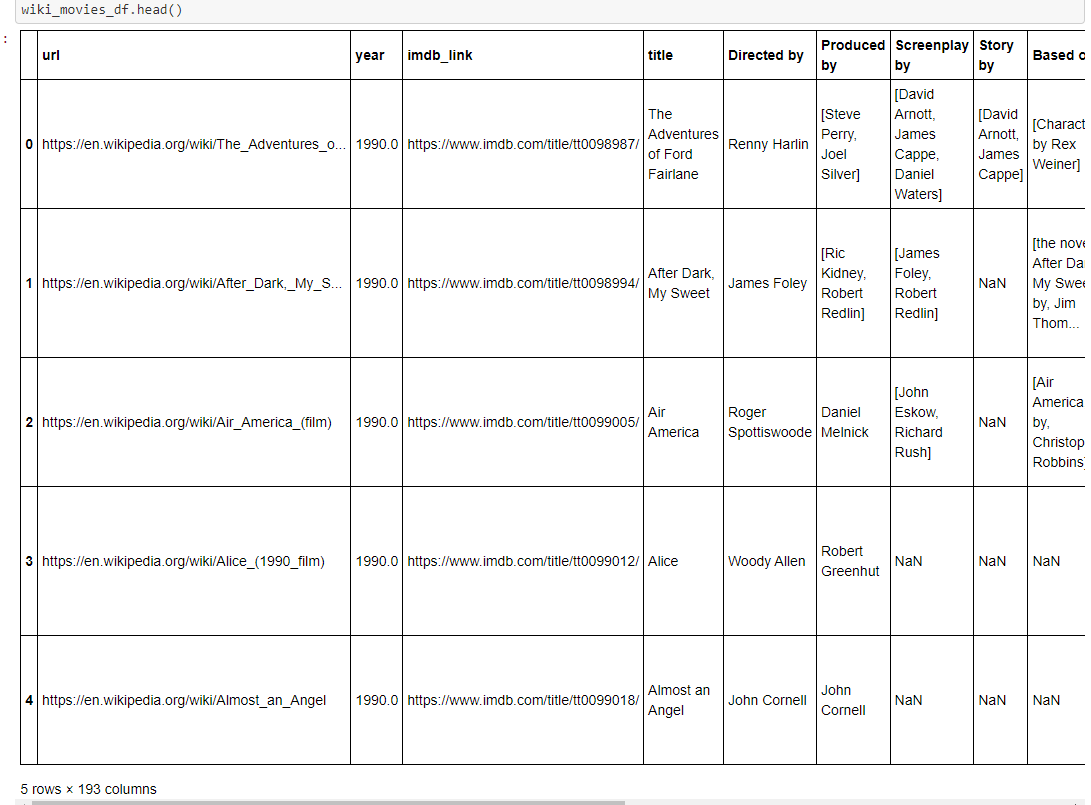 wiki_movies_df.head()
:
url year imdb_link title Directed by Produced by Screenplay by Story by Based
0 https://en.wikipedia.org/wiki/The_Adventures_o... 1990.0 https://www.imdb.com/title/tt0098987/ The Adventures of Ford Fairlane Renny Harlin [Steve Perry, Joel Silver] [David Arnott, James Cappe, Daniel Waters] [David Arnott, James Cappe] [Charact by Rex Weiner]
1 https://en.wikipedia.org/wiki/After_Dark,_My_S... 1990.0 https://www.imdb.com/title/tt0098994/ After Dark, My Sweet James Foley [Ric Kidney, Robert Redlin] [James Foley, Robert Redlin] NaN [the nove After Da My Swee by, Jim Thom...
2 https://en.wikipedia.org/wiki/Air_America_(film) 1990.0 https://www.imdb.com/title/tt0099005/ Air America Roger Spottiswoode Daniel Melnick [John Eskow, Richard Rush] NaN [Air America by, Christop Robbins]
3 https://en.wikipedia.org/wiki/Alice_(1990_film) 1990.0 https://www.imdb.com/title/tt0099012/ Alice Woody Allen Robert Greenhut NaN NaN NaN
4 https://en.wikipedia.org/wiki/Almost_an_Angel 1990.0 https://www.imdb.com/title/tt0099018/ Almost an Angel John Cornell John Cornell NaN NaN NaN
5 rows × 193 columns